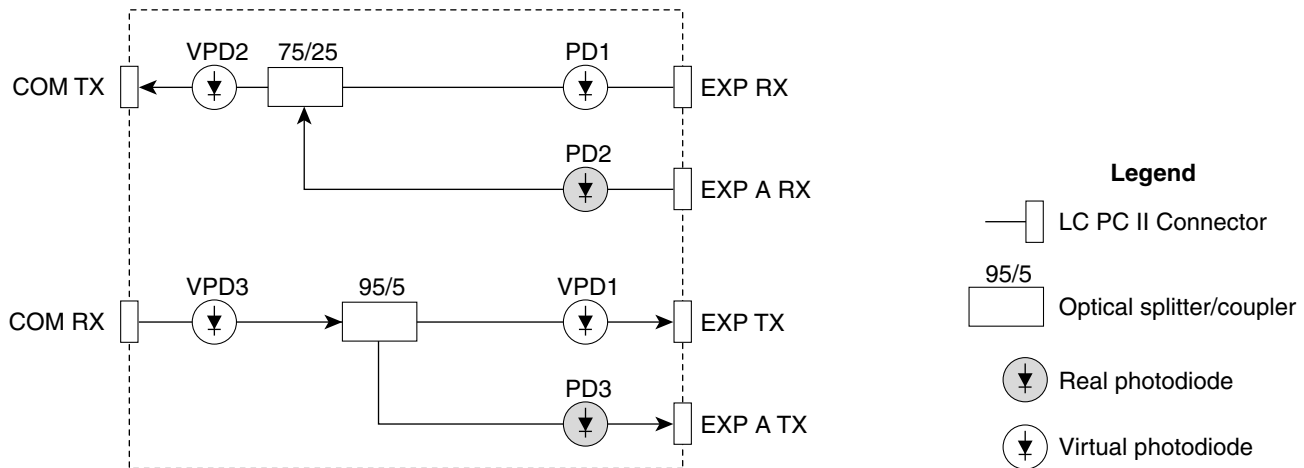 VPD2
75/25
PD1
COM TX
EXP RX
PD2
EXP A RX
VPD3
95/5
VPD1
COM RX
EXP TX
PD3
EXP A TX
Legend
LC PC II Connector
95/5
Optical splitter/coupler
Real photodiode
Virtual photodiode